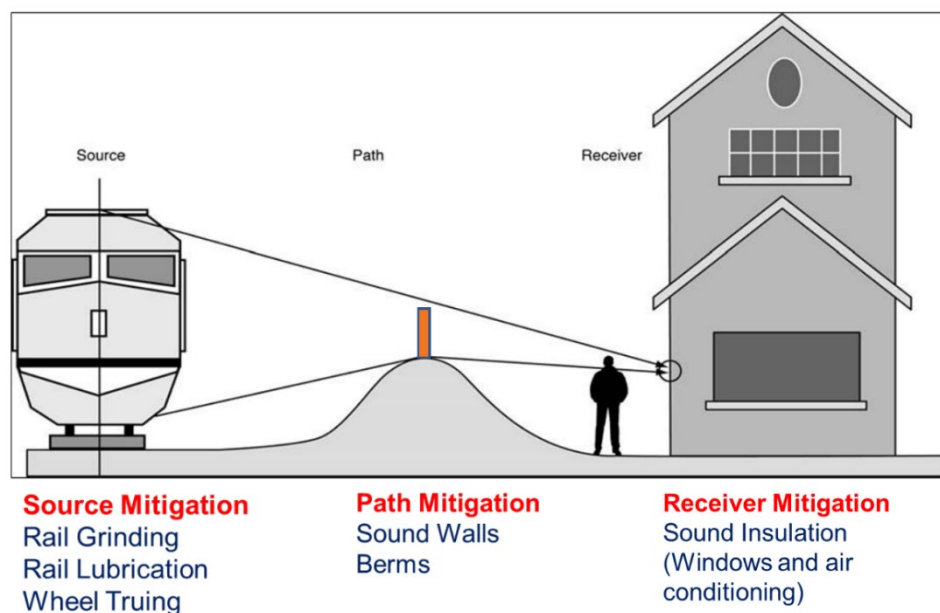 Source
Path
Receiver
Source Mitigation
Rail Grinding
Rail Lubrication
Wheel Truing
Path Mitigation
Sound Walls
Berms
Receiver Mitigation
Sound Insulation
(Windows and air
conditioning)